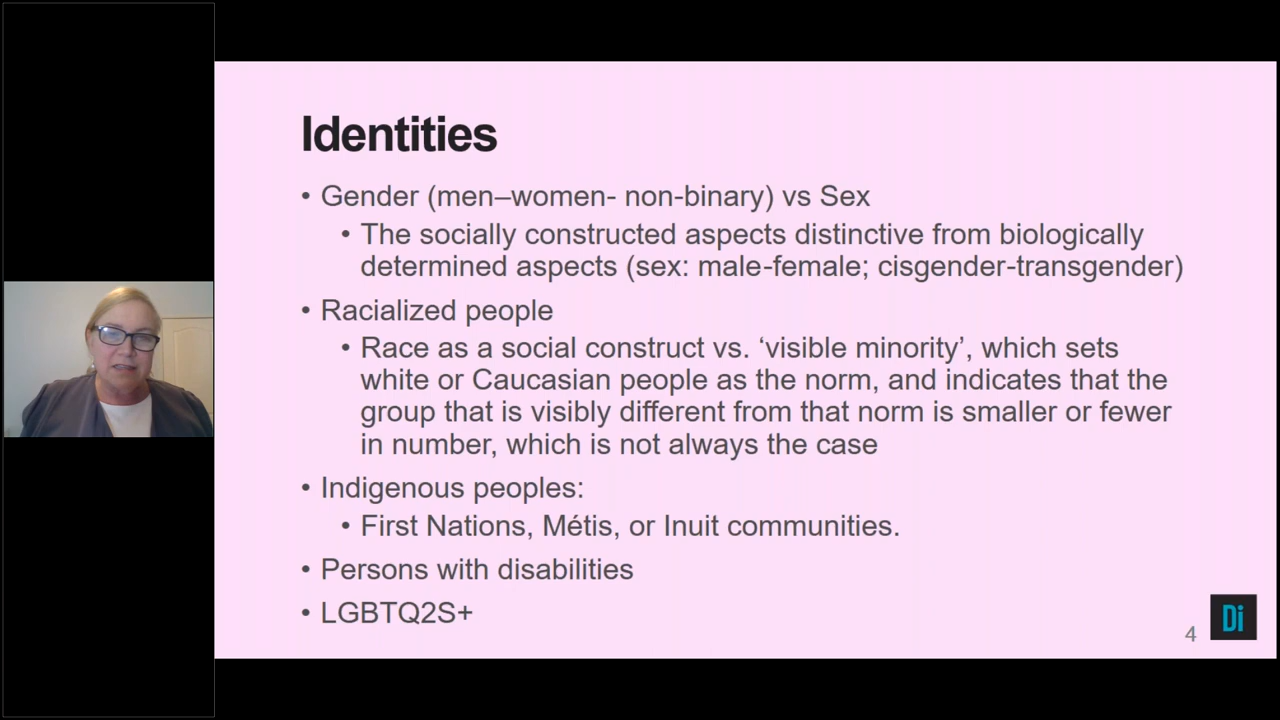 Identities
• Gender (men–women- non-binary) vs Sex
• The socially constructed aspects distinctive from biologically
determined aspects (sex: male-female; cisgender-transgender)
• Racialized people
• Race as a social construct vs. ‘visible minority’, which sets
white or Caucasian people as the norm, and indicates that the
group that is visibly different from that norm is smaller or fewer
in number, which is not always the case
• Indigenous peoples:
• First Nations, Métis, or Inuit communities.
• Persons with disabilities
• LGBTQ2S+
4
Di